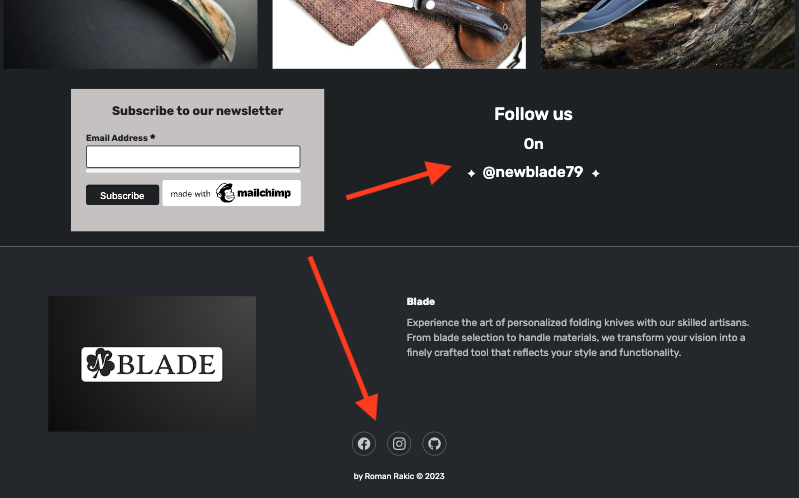 Subscribe to our newsletter
Email Address *
Subscribe
made with mailchimp
Follow us
On
@newblade79
N BLADE
Blade
Experience the art of personalized folding knives with our skilled artisans.
From blade selection to handle materials, we transform your vision into a
finely crafted tool that reflects your style and functionality.
by Roman Rakic © 2023